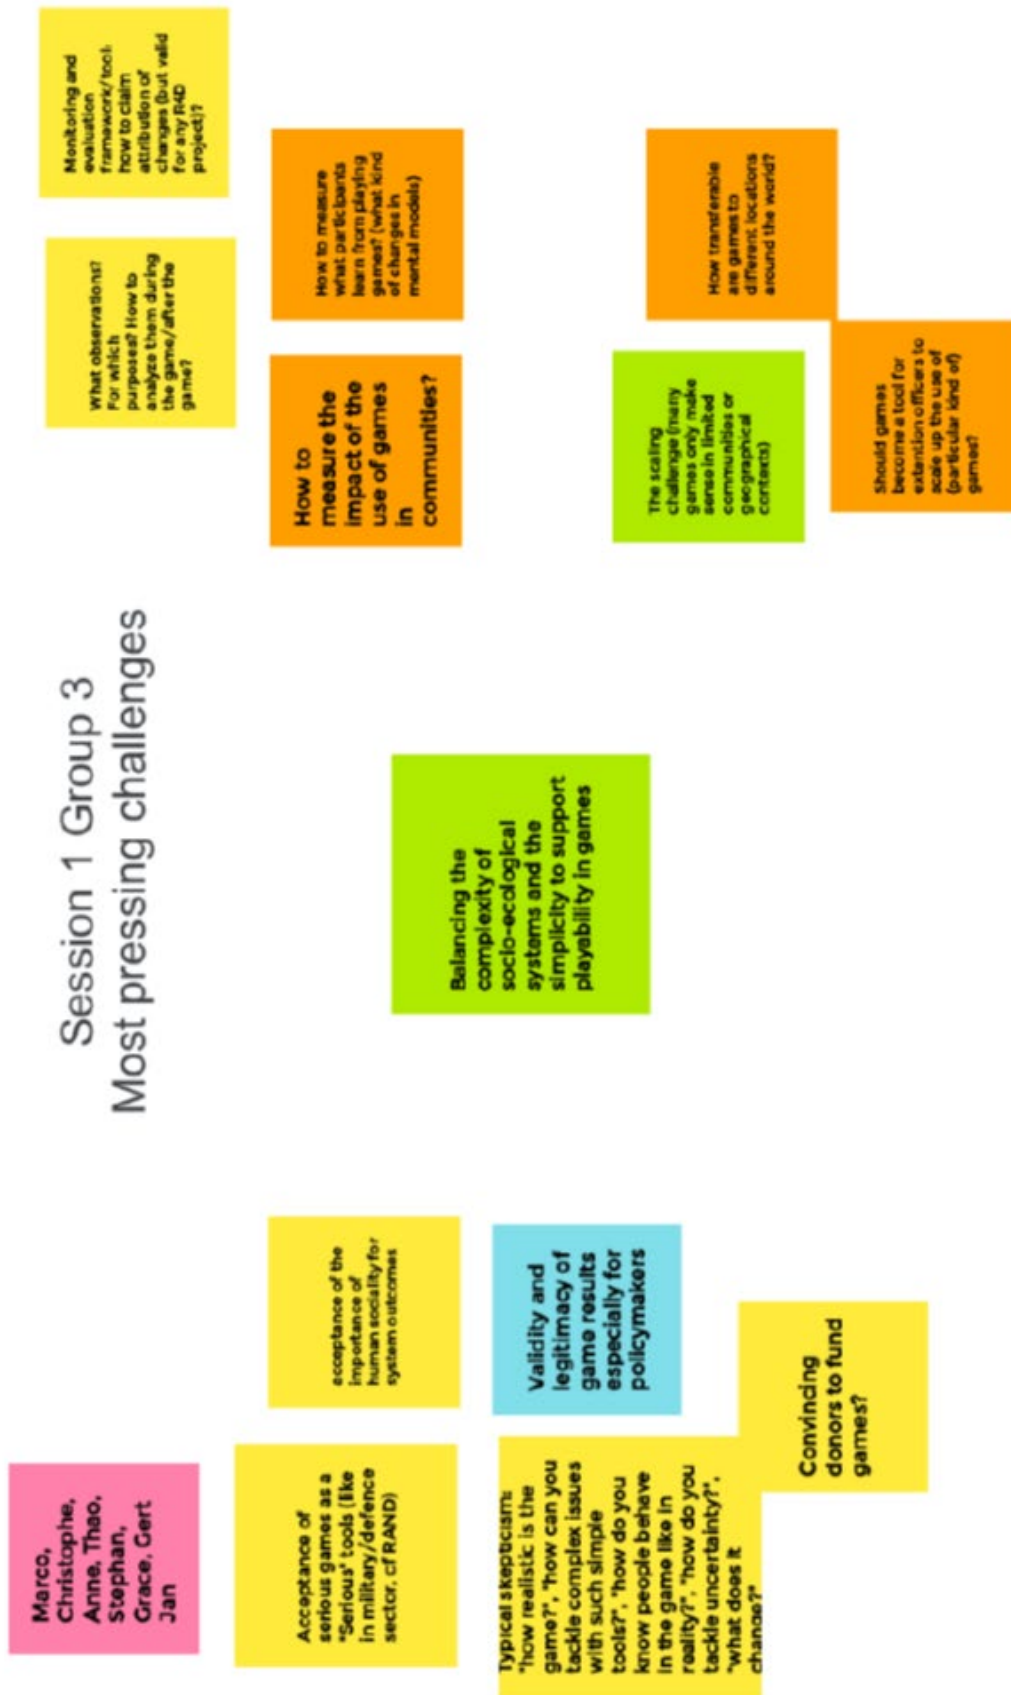 Session 1 Group 3
Most pressing challenges
Marco,
Christophe,
Anne, Thao,
Stephan,
Grace, Gert
Jan
Acceptance of
serious games as a
"Serious" tools (like
in military/defence
sector, cf RAND)
acceptance of the
importance of
human sociality for
system outcomes
Typical skepticism:
"how realistic is the
game?", "how can you
tackle complex issues
with such simple
tools?", "how do you
know people behave
in the game like in
reality?", "how do you
tackle uncertainty?",
"what does it
change?"
Validity and
legitimacy of
game results
especially for
policymakers
Convincing
donors to fund
games?
Balancing the
complexity of
socio-ecological
systems and the
simplicity to support
playability in games
What observations?
For which
purposes? How to
analyze them during
the game/after the
game?
Monitoring and
evaluation
framework/tool:
how to claim
attribution of
changes (but valid
for any R4D
project)?
How to
measure the
impact of the
use of games
in
communities?
How to measure
what participants
learn from playing
games? (what kind
of changes in
mental models)
The scaling
challenge (many
games only make
sense in limited
communities or
geographical
contexts)
How transferable
are games to
different locations
around the world?
Should games
become a tool for
extention officers to
scale up the use of
(particular kind of)
games?